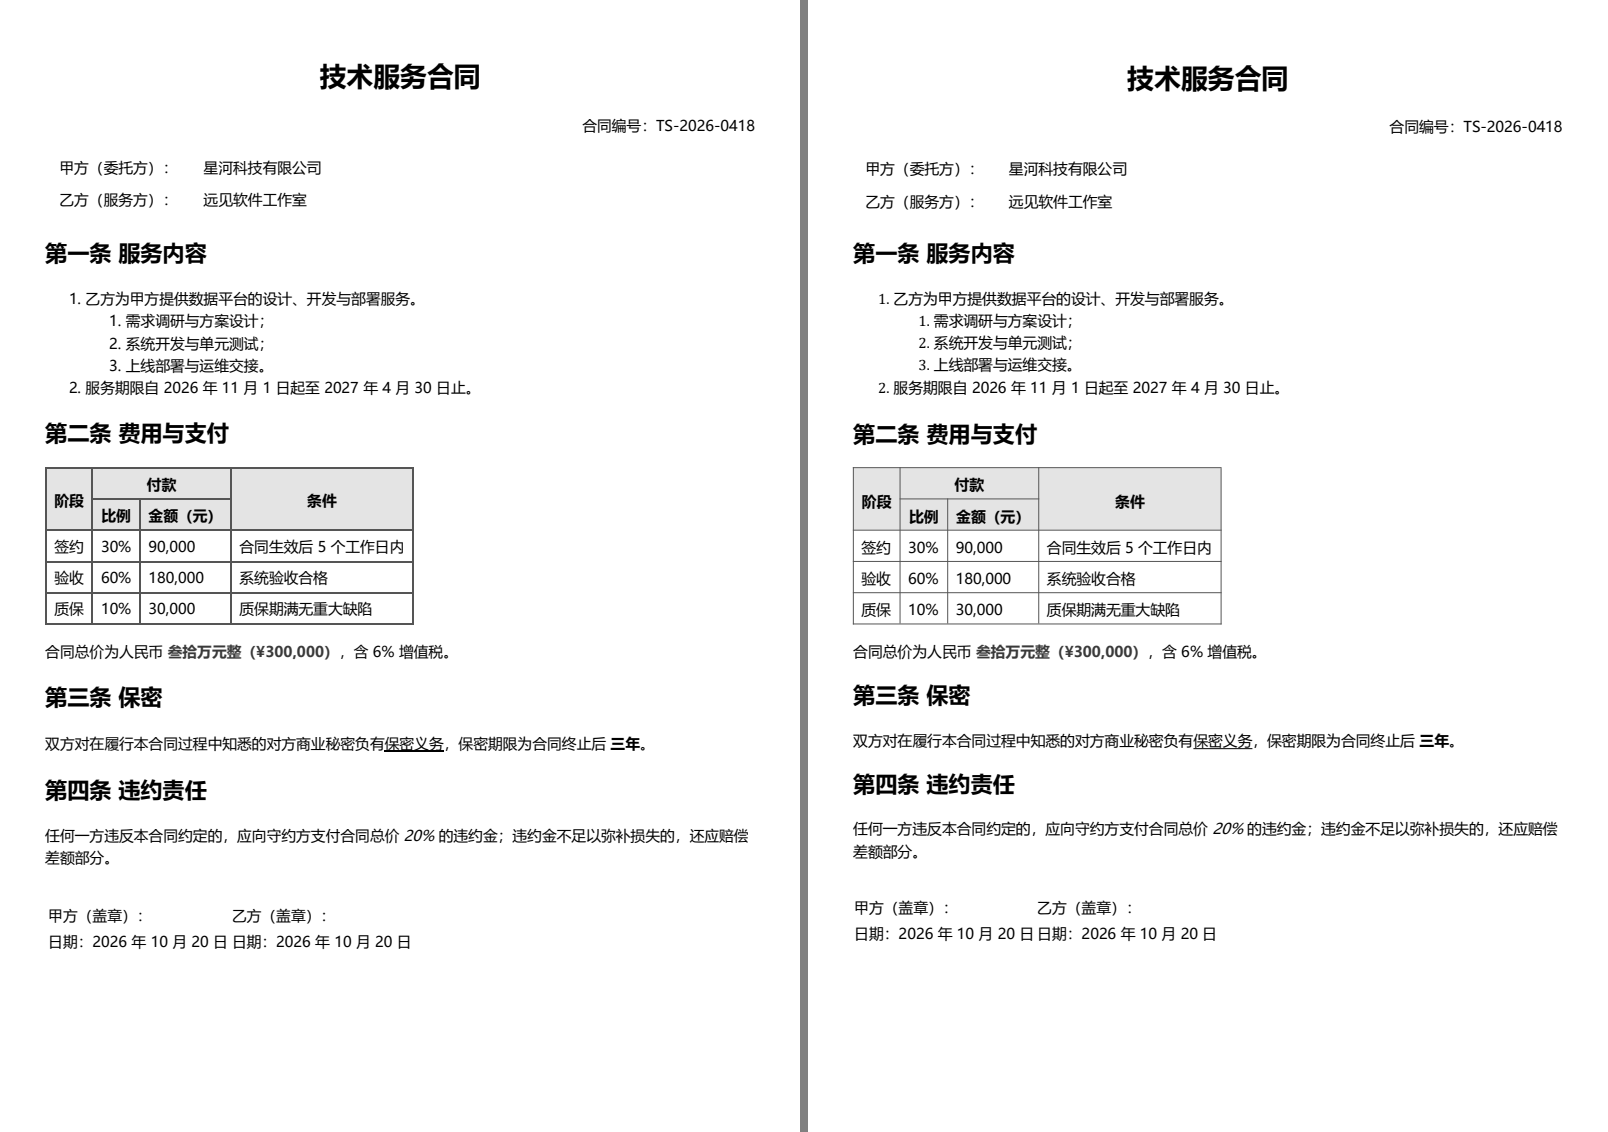 技术服务合同
合同编号：TS-2026-0418
甲方（委托方）： 星河科技有限公司
乙方（服务方）： 远见软件工作室
第一条 服务内容
1. 乙方为甲方提供数据平台的设计、开发与部署服务。
1. 需求调研与方案设计；
2. 系统开发与单元测试；
3. 上线部署与运维交接。
2. 服务期限自 2026 年 11 月 1 日起至 2027 年 4 月 30 日止。
第二条 费用与支付
阶段 付款 条件
比例 金额（元）
签约 30% 90,000 合同生效后 5 个工作日内
验收 60% 180,000 系统验收合格
质保 10% 30,000 质保期满无重大缺陷
合同总价为人民币 叁拾万元整（¥300,000），含 6% 增值税。
第三条 保密
双方对在履行本合同过程中知悉的对方商业秘密负有保密义务，保密期限为合同终止后 三年。
第四条 违约责任
任何一方违反本合同约定的，应向守约方支付合同总价 20% 的违约金；违约金不足以弥补损失的，还应赔偿
差额部分。
甲方（盖章）： 乙方（盖章）：
日期：2026 年 10 月 20 日 日期：2026 年 10 月 20 日
技术服务合同
合同编号：TS-2026-0418
甲方（委托方）： 星河科技有限公司
乙方（服务方）： 远见软件工作室
第一条 服务内容
1. 乙方为甲方提供数据平台的设计、开发与部署服务。
1. 需求调研与方案设计；
2. 系统开发与单元测试；
3. 上线部署与运维交接。
2. 服务期限自 2026 年 11 月 1 日起至 2027 年 4 月 30 日止。
第二条 费用与支付
阶段 付款 条件
比例 金额（元）
签约 30% 90,000 合同生效后 5 个工作日内
验收 60% 180,000 系统验收合格
质保 10% 30,000 质保期满无重大缺陷
合同总价为人民币 叁拾万元整（¥300,000），含 6% 增值税。
第三条 保密
双方对在履行本合同过程中知悉的对方商业秘密负有保密义务，保密期限为合同终止后 三年。
第四条 违约责任
任何一方违反本合同约定的，应向守约方支付合同总价 20% 的违约金；违约金不足以弥补损失的，还应赔偿
差额部分。
甲方（盖章）： 乙方（盖章）：
日期：2026 年 10 月 20 日 日期：2026 年 10 月 20 日